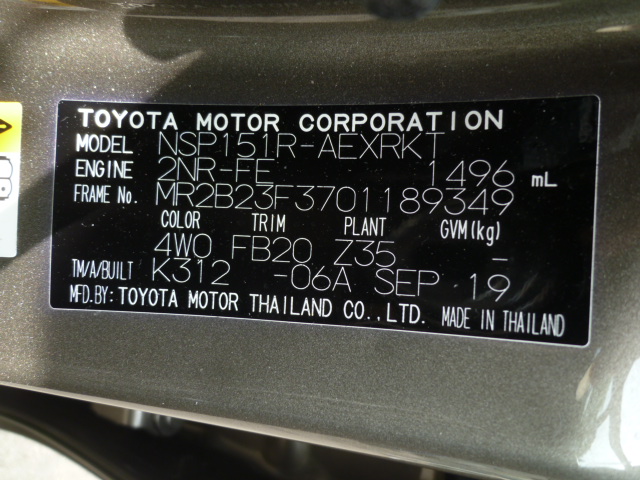 TOYOTA MOTOR CORPORATION
MODEL NSP151R-AEXRKT
ENGINE 2NR-FE 1496 mL
FRAME No. MR2B23F3701189349
COLOR TRIM PLANT GVM(kg)
4W0 FB20 Z35 –
TM/A/BUILT K312 -06A SEP 19
MFD.BY: TOYOTA MOTOR THAILAND CO.,LTD. MADE IN THAILAND